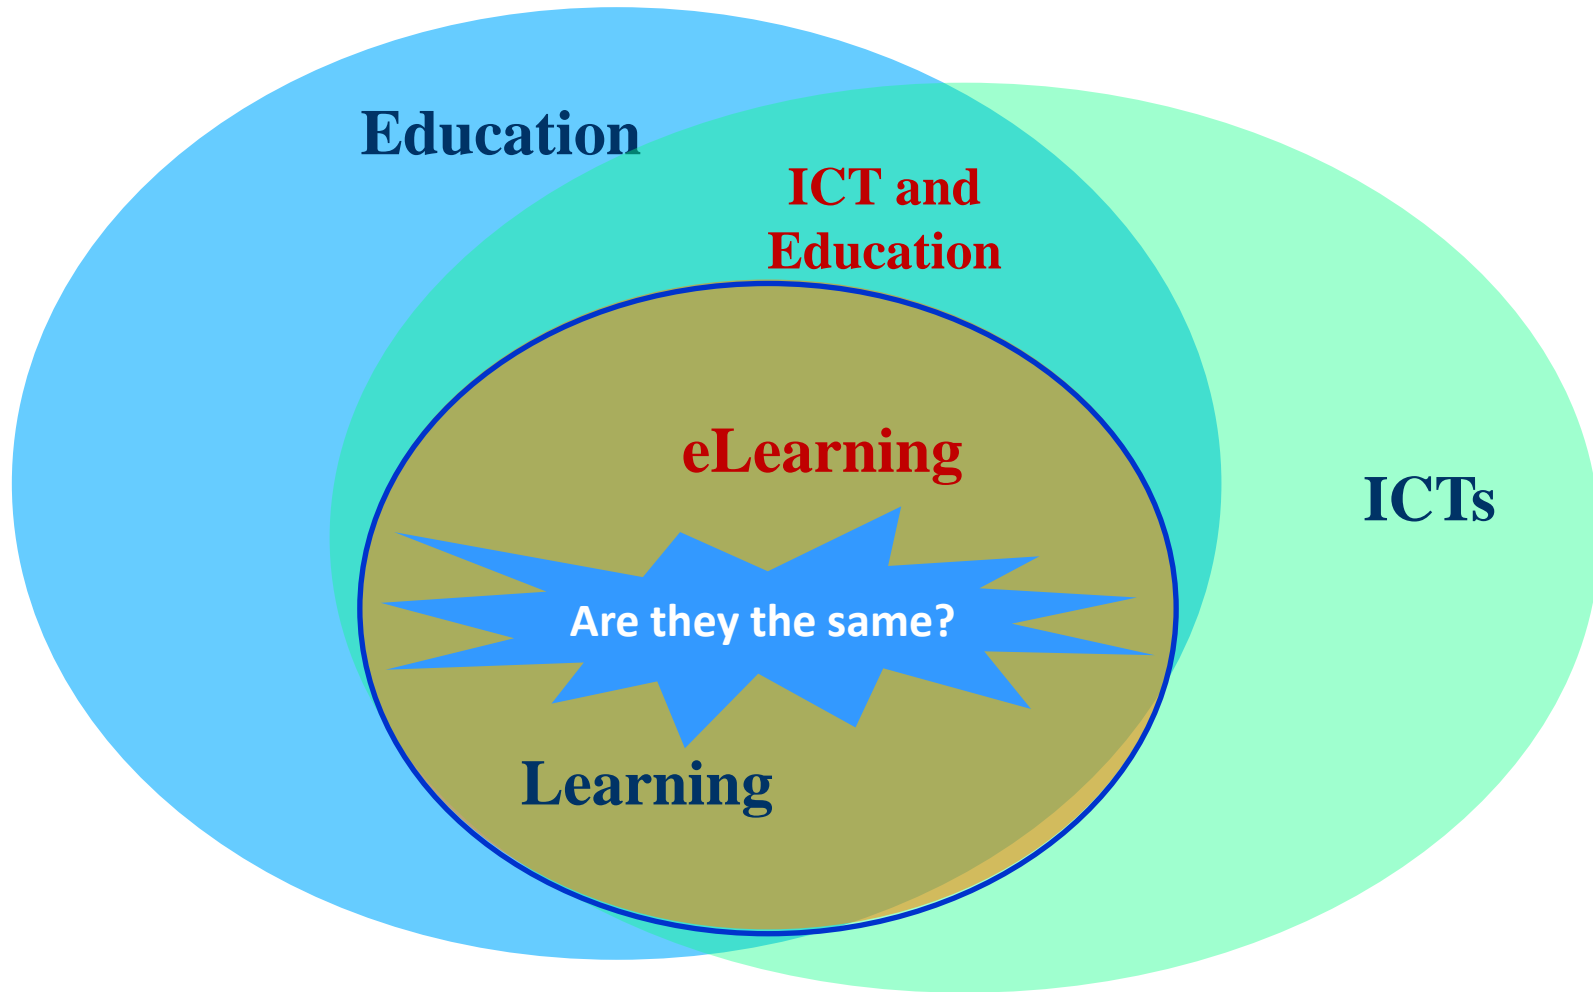 Education
ICT and
Education
eLearning
ICTs
Are they the same?
Learning